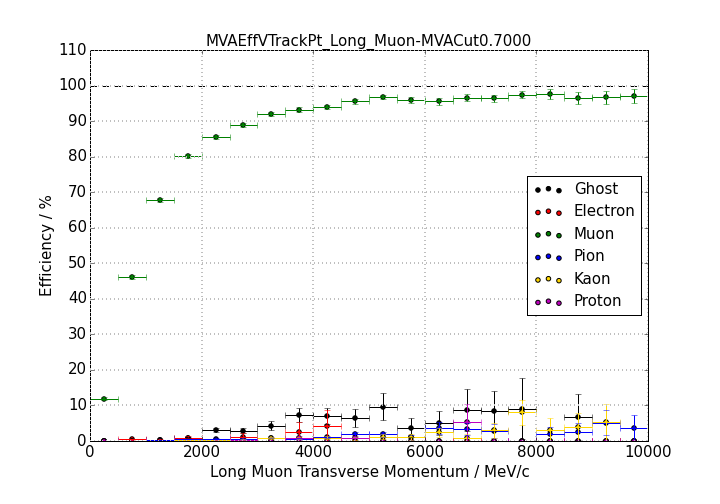 MVAEffVTrackPt_Long_Muon-MVACut0.7000
110
100
90
80
70
60
50
40
30
20
10
0
Efficiency / %
Ghost
Electron
Muon
Pion
Kaon
Proton
0 2000 4000 6000 8000 10000
Long Muon Transverse Momentum / MeV/c